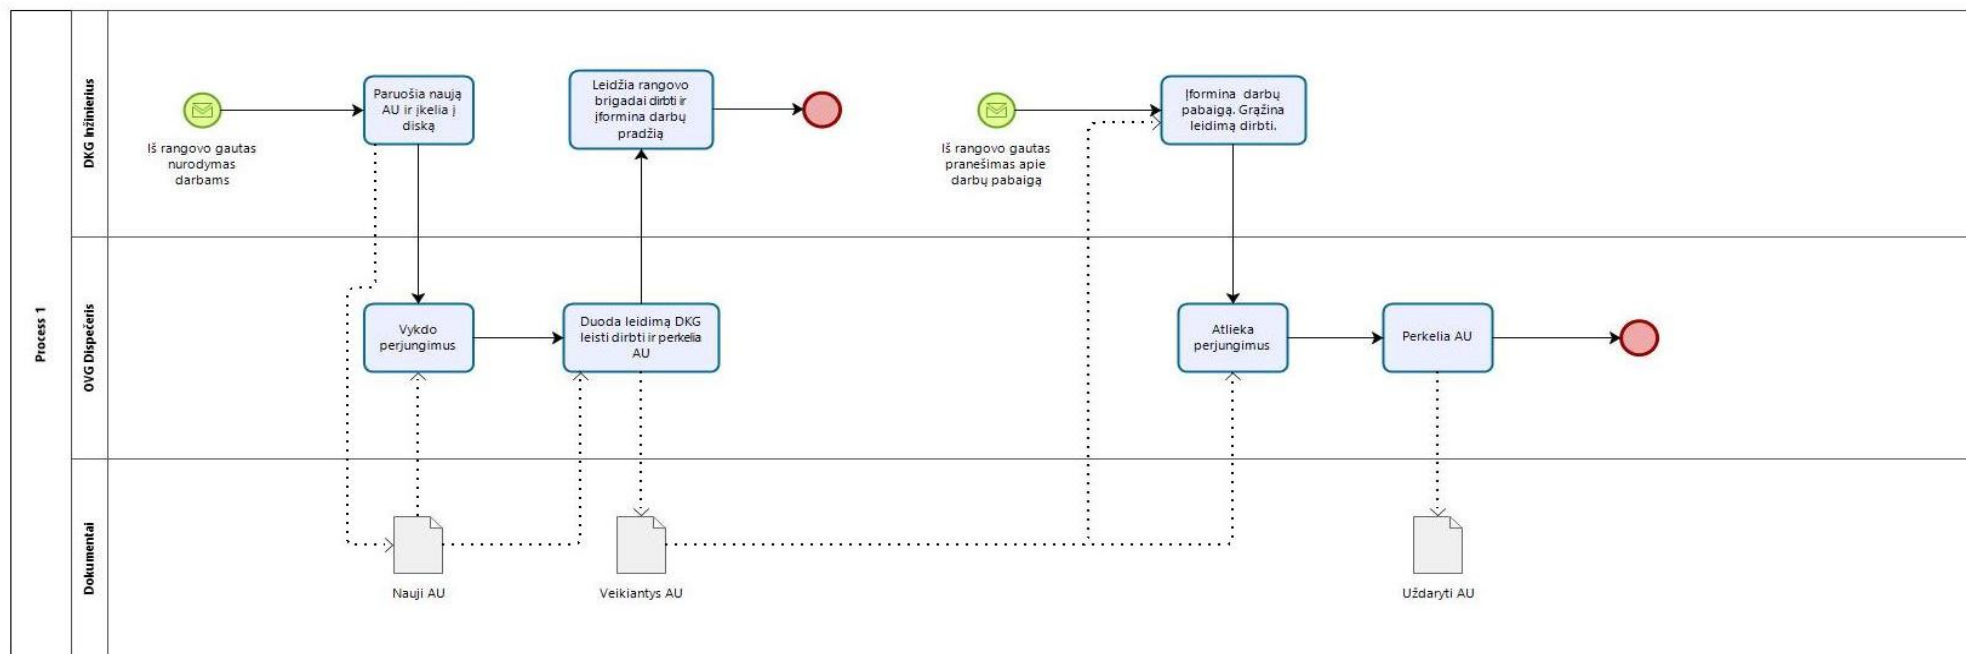 Process 1
DKG Inžinierius
OVG Dispečeris
Dokumentai
Iš rangovo gautas
nurodymas
darbams
Paruošia naują
AU ir įkelia į
diską
Leidžia rangovo
brigadai dirbti ir
įformina darbų
pradžią
Iš rangovo gautas
pranešimas apie
darbų pabaigą
Įformina darbų
pabaigą. Grąžina
leidimą dirbti.
Vykdo
perjungimus
Duoda leidimą DKG
leisti dirbti ir perkelia
AU
Atlieka
perjungimus
Perkelia AU
Nauji AU
Veikiantys AU
Uždaryti AU